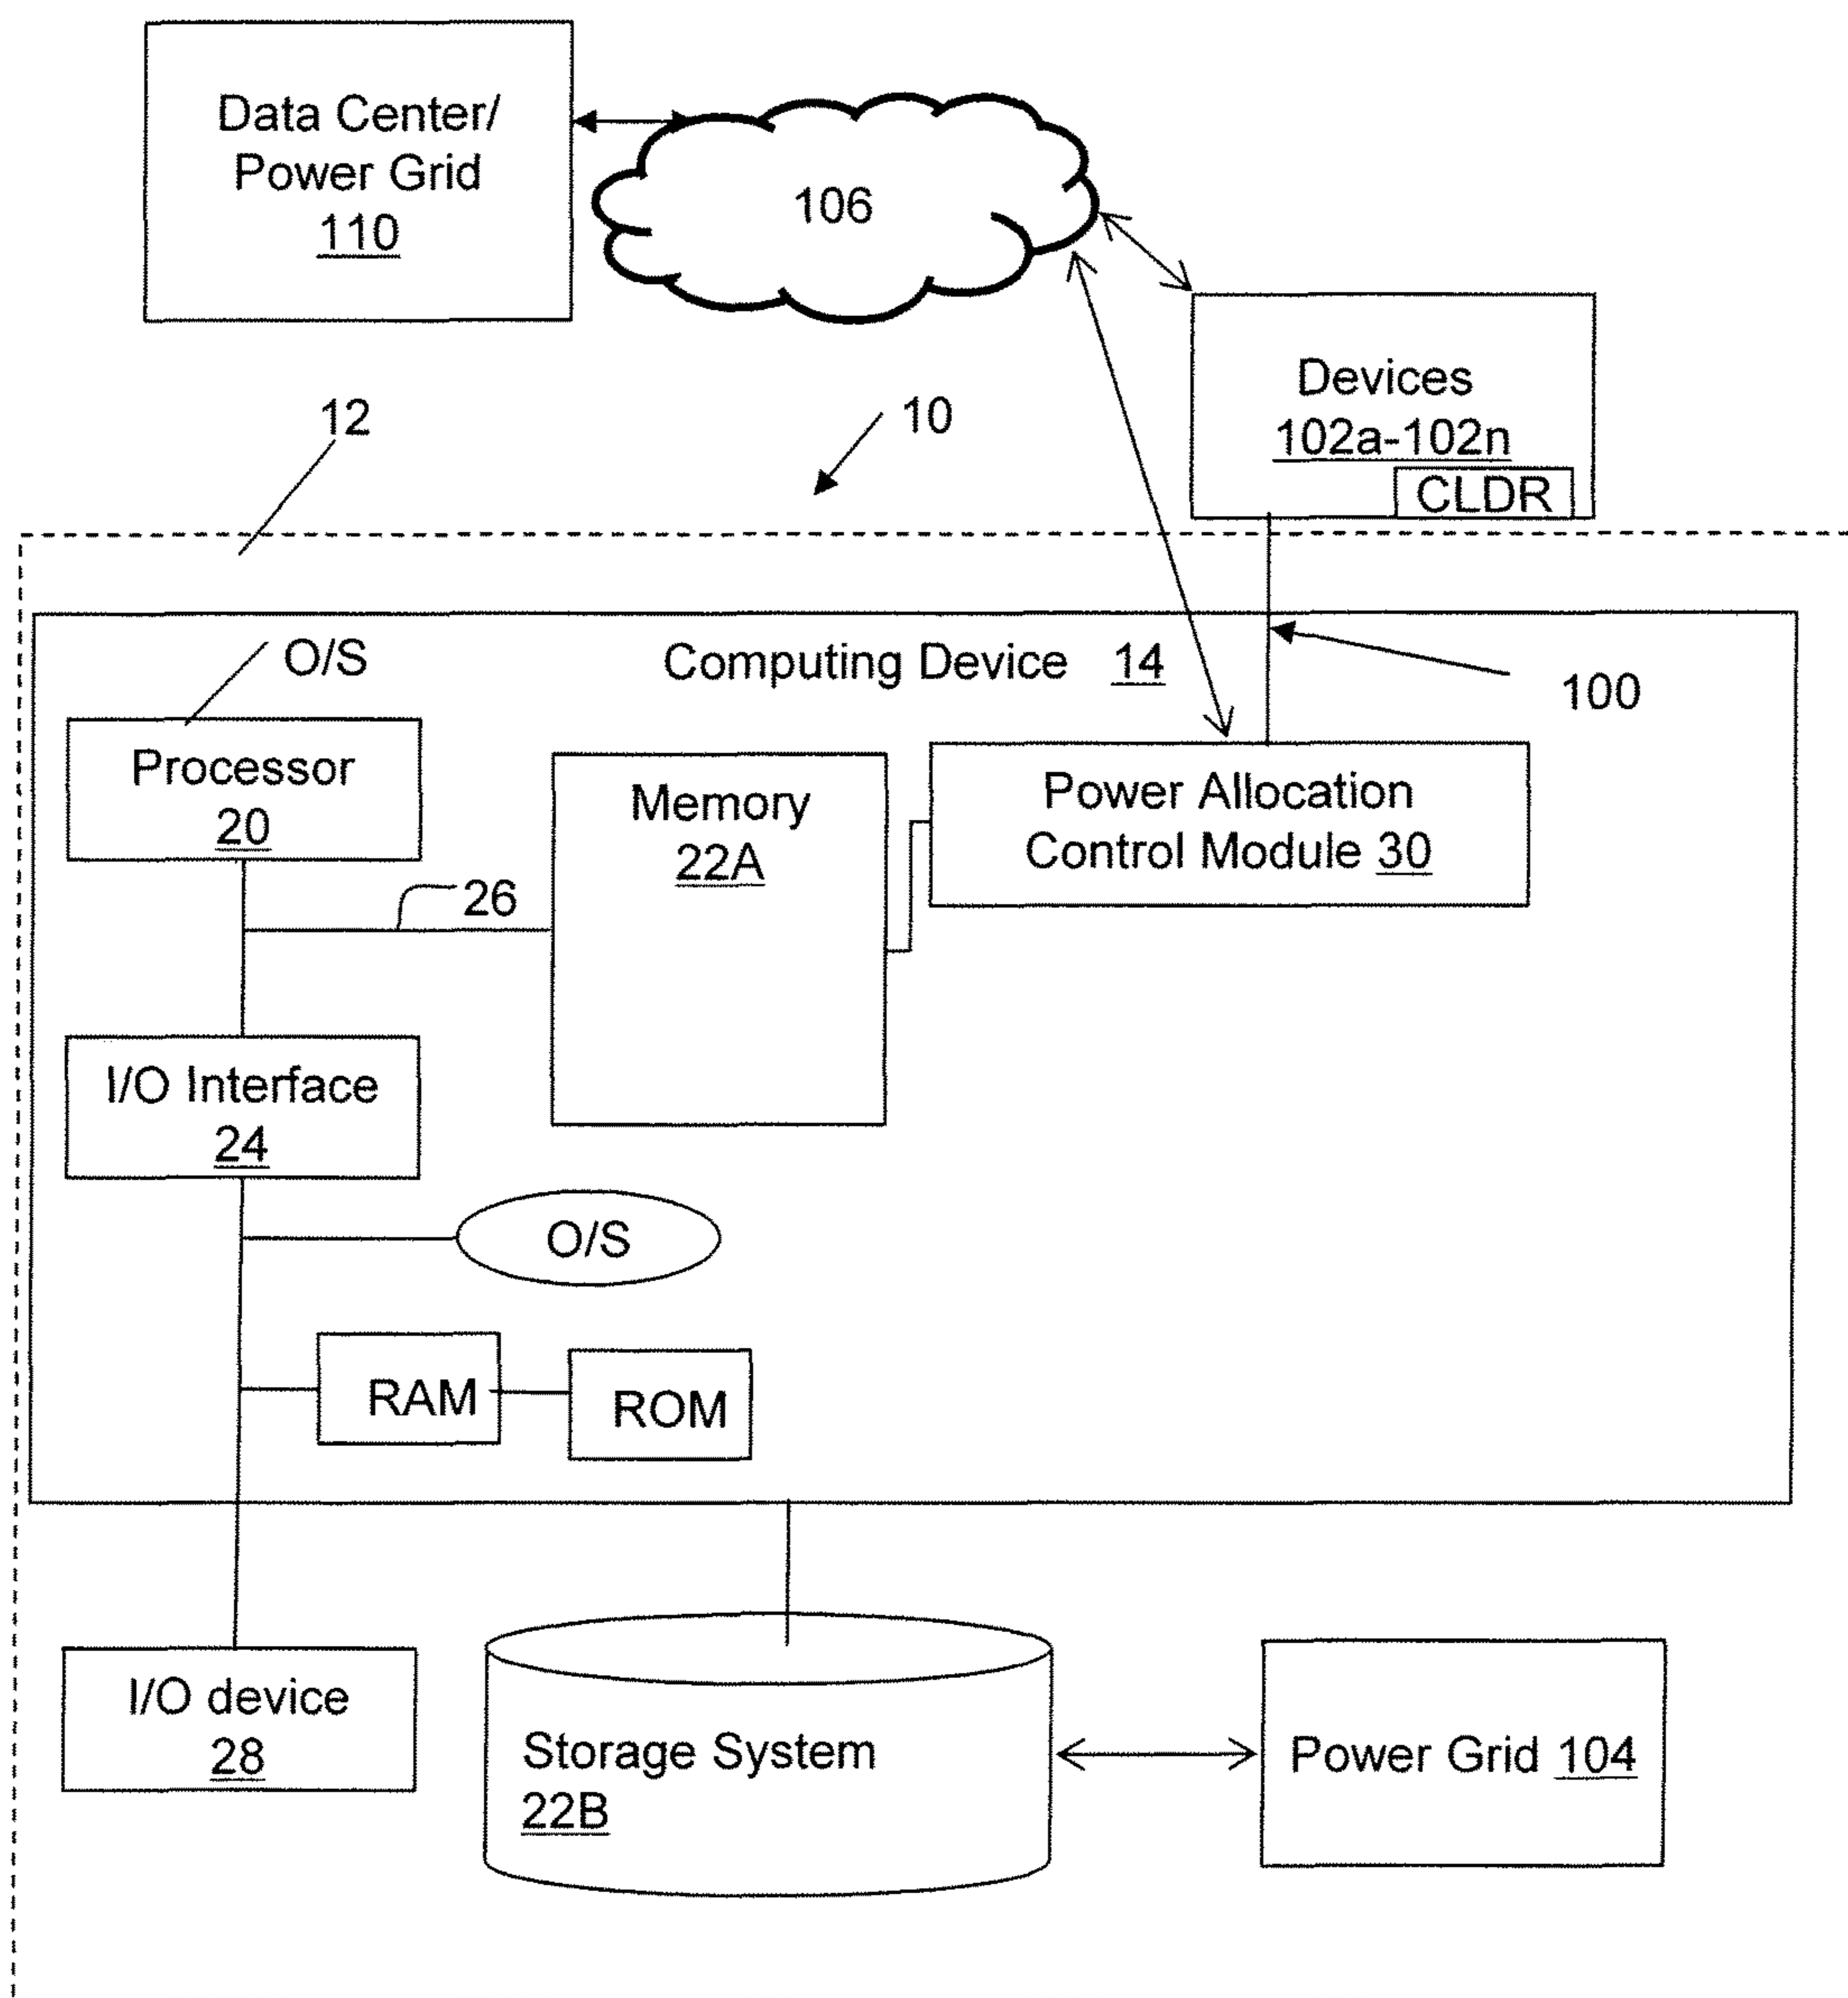 Data Center/
Power Grid
110
106
Devices
102a-102n
CLDR
12
10
O/S
Computing Device 14
100
Processor
20
Memory
22A
Power Allocation
Control Module 30
26
I/O Interface
24
O/S
RAM
ROM
I/O device
28
Storage System
22B
Power Grid 104